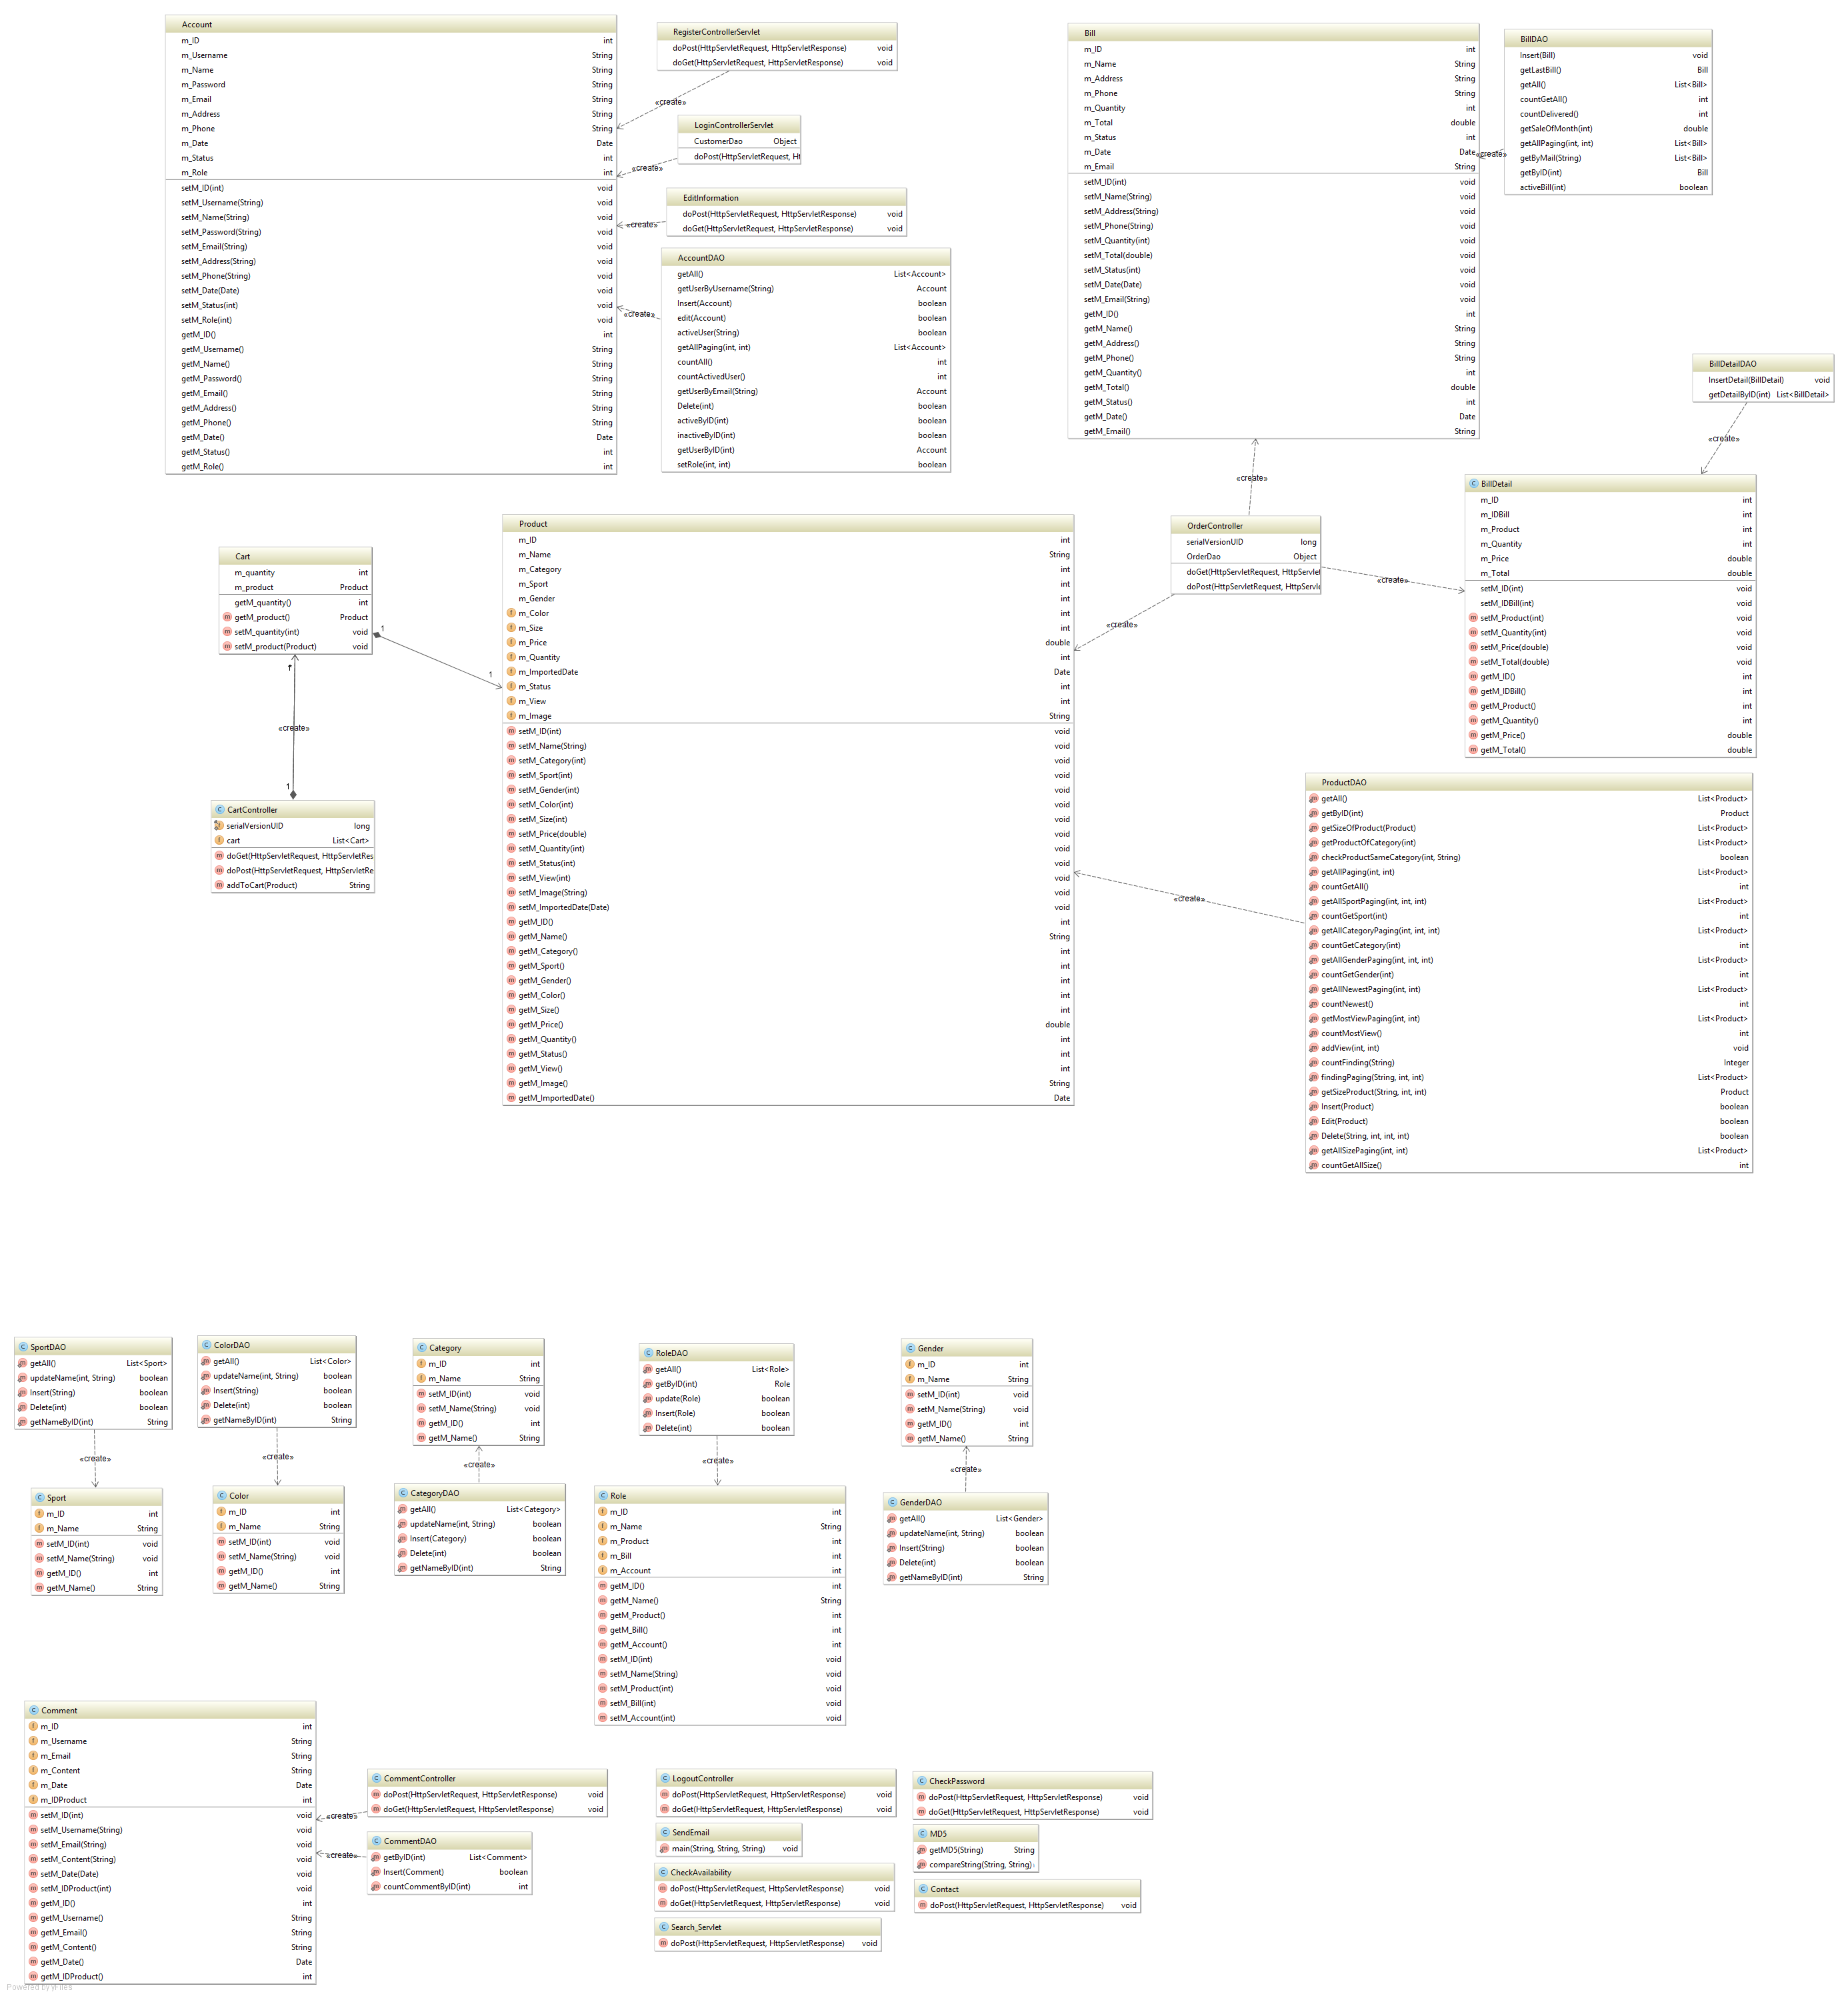 Account
m_ID int
m_Username String
m_Name String
m_Password String
m_Email String
m_Address String
m_Phone String
m_Date Date
m_Status int
m_Role int
setM_ID(int) void
setM_Username(String) void
setM_Name(String) void
setM_Password(String) void
setM_Email(String) void
setM_Address(String) void
setM_Phone(String) void
setM_Date(Date) void
setM_Status(int) void
setM_Role(int) void
getM_ID() int
getM_Username() String
getM_Name() String
getM_Password() String
getM_Email() String
getM_Address() String
getM_Phone() String
getM_Date() Date
getM_Status() int
getM_Role() int
RegisterControllerServlet
doPost(HttpServletRequest, HttpServletResponse) void
doGet(HttpServletRequest, HttpServletResponse) void
«create»
LoginControllerServlet
CustomerDao Object
doPost(HttpServletRequest, Ht
«create»
EditInformation
doPost(HttpServletRequest, HttpServletResponse) void
doGet(HttpServletRequest, HttpServletResponse) void
«create»
AccountDAO
getAll() List<Account>
getUserByUsername(String) Account
Insert(Account) boolean
edit(Account) boolean
activeUser(String) boolean
getAllPaging(int, int) List<Account>
countAll() int
countActivedUser() int
getUserByEmail(String) Account
Delete(int) boolean
activeByID(int) boolean
inactiveByID(int) boolean
getUserByID(int) Account
setRole(int, int) boolean
«create»
Bill
m_ID int
m_Name String
m_Address String
m_Phone String
m_Quantity int
m_Total double
m_Status int
m_Date Date
m_Email String
setM_ID(int) void
setM_Name(String) void
setM_Address(String) void
setM_Phone(String) void
setM_Quantity(int) void
setM_Total(double) void
setM_Status(int) void
setM_Date(Date) void
setM_Email(String) void
getM_ID() int
getM_Name() String
getM_Address() String
getM_Phone() String
getM_Quantity() int
getM_Total() double
getM_Status() int
getM_Date() Date
getM_Email() String
BillDAO
Insert(Bill) void
getLastBill() Bill
getAll() List<Bill>
countGetAll() int
countDelivered() int
getSaleOfMonth(int) double
getAllPaging(int, int) List<Bill>
getByMail(String) List<Bill>
getByID(int) Bill
activeBill(int) boolean
«create»
BillDetailDAO
InsertDetail(BillDetail) void
getDetailByID(int) List<BillDetail>
«create»
«create»
BillDetail
m_ID int
m_IDBill int
m_Product int
m_Quantity int
m_Price double
m_Total double
setM_ID(int) void
setM_IDBill(int) void
setM_Product(int) void
setM_Quantity(int) void
setM_Price(double) void
setM_Total(double) void
getM_ID() int
getM_IDBill() int
getM_Product() int
getM_Quantity() int
getM_Price() double
getM_Total() double
OrderController
serialVersionUID long
OrderDao Object
doGet(HttpServletRequest, HttpServlet
doPost(HttpServletRequest, HttpServle
«create»
«create»
Product
m_ID int
m_Name String
m_Category int
m_Sport int
m_Gender int
m_Color int
m_Size int
m_Price double
m_Quantity int
m_ImportedDate Date
m_Status int
m_View int
m_Image String
setM_ID(int) void
setM_Name(String) void
setM_Category(int) void
setM_Sport(int) void
setM_Gender(int) void
setM_Color(int) void
setM_Size(int) void
setM_Price(double) void
setM_Quantity(int) void
setM_Status(int) void
setM_View(int) void
setM_Image(String) void
setM_ImportedDate(Date) void
getM_ID() int
getM_Name() String
getM_Category() int
getM_Sport() int
getM_Gender() int
getM_Color() int
getM_Size() int
getM_Price() double
getM_Quantity() int
getM_Status() int
getM_View() int
getM_Image() String
getM_ImportedDate() Date
Cart
m_quantity int
m_product Product
getM_quantity() int
getM_product() Product
setM_quantity(int) void
setM_product(Product) void
1
1
*
«create»
1
CartController
serialVersionUID long
cart List<Cart>
doGet(HttpServletRequest, HttpServletRes
doPost(HttpServletRequest, HttpServletRe
addToCart(Product) String
ProductDAO
getAll() List<Product>
getByID(int) Product
getSizeOfProduct(Product) List<Product>
getProductOfCategory(int) List<Product>
checkProductSameCategory(int, String) boolean
getAllPaging(int, int) List<Product>
countGetAll() int
getAllSportPaging(int, int, int) List<Product>
countGetSport(int) int
getAllCategoryPaging(int, int, int) List<Product>
countGetCategory(int) int
getAllGenderPaging(int, int, int) List<Product>
countGetGender(int) int
getAllNewestPaging(int, int) List<Product>
countNewest() int
getMostViewPaging(int, int) List<Product>
countMostView() int
addView(int, int) void
countFinding(String) Integer
findingPaging(String, int, int) List<Product>
getSizeProduct(String, int, int) Product
Insert(Product) boolean
Edit(Product) boolean
Delete(String, int, int, int) boolean
getAllSizePaging(int, int) List<Product>
countGetAllSize() int
«create»
SportDAO
getAll() List<Sport>
updateName(int, String) boolean
Insert(String) boolean
Delete(int) boolean
getNameByID(int) String
«create»
Sport
m_ID int
m_Name String
setM_ID(int) void
setM_Name(String) void
getM_ID() int
getM_Name() String
ColorDAO
getAll() List<Color>
updateName(int, String) boolean
Insert(String) boolean
Delete(int) boolean
getNameByID(int) String
«create»
Color
m_ID int
m_Name String
setM_ID(int) void
setM_Name(String) void
getM_ID() int
getM_Name() String
Category
m_ID int
m_Name String
setM_ID(int) void
setM_Name(String) void
getM_ID() int
getM_Name() String
«create»
CategoryDAO
getAll() List<Category>
updateName(int, String) boolean
Insert(Category) boolean
Delete(int) boolean
getNameByID(int) String
RoleDAO
getAll() List<Role>
getByID(int) Role
update(Role) boolean
Insert(Role) boolean
Delete(int) boolean
«create»
Role
m_ID int
m_Name String
m_Product int
m_Bill int
m_Account int
getM_ID() int
getM_Name() String
getM_Product() int
getM_Bill() int
getM_Account() int
setM_ID(int) void
setM_Name(String) void
setM_Product(int) void
setM_Bill(int) void
setM_Account(int) void
Gender
m_ID int
m_Name String
setM_ID(int) void
setM_Name(String) void
getM_ID() int
getM_Name() String
«create»
GenderDAO
getAll() List<Gender>
updateName(int, String) boolean
Insert(String) boolean
Delete(int) boolean
getNameByID(int) String
Comment
m_ID int
m_Username String
m_Email String
m_Content String
m_Date Date
m_IDProduct int
setM_ID(int) void
setM_Username(String) void
setM_Email(String) void
setM_Content(String) void
setM_Date(Date) void
setM_IDProduct(int) void
getM_ID() int
getM_Username() String
getM_Email() String
getM_Content() String
getM_Date() Date
getM_IDProduct() int
CommentController
doPost(HttpServletRequest, HttpServletResponse) void
doGet(HttpServletRequest, HttpServletResponse) void
«create»
CommentDAO
getByID(int) List<Comment>
Insert(Comment) boolean
countCommentByID(int) int
«create»
LogoutController
doPost(HttpServletRequest, HttpServletResponse) void
doGet(HttpServletRequest, HttpServletResponse) void
SendEmail
main(String, String, String) void
CheckAvailability
doPost(HttpServletRequest, HttpServletResponse) void
doGet(HttpServletRequest, HttpServletResponse) void
Search_Servlet
doPost(HttpServletRequest, HttpServletResponse) void
CheckPassword
doPost(HttpServletRequest, HttpServletResponse) void
doGet(HttpServletRequest, HttpServletResponse) void
MD5
getMD5(String) String
compareString(String, String)
Contact
doPost(HttpServletRequest, HttpServletResponse) void
Powered by yFiles